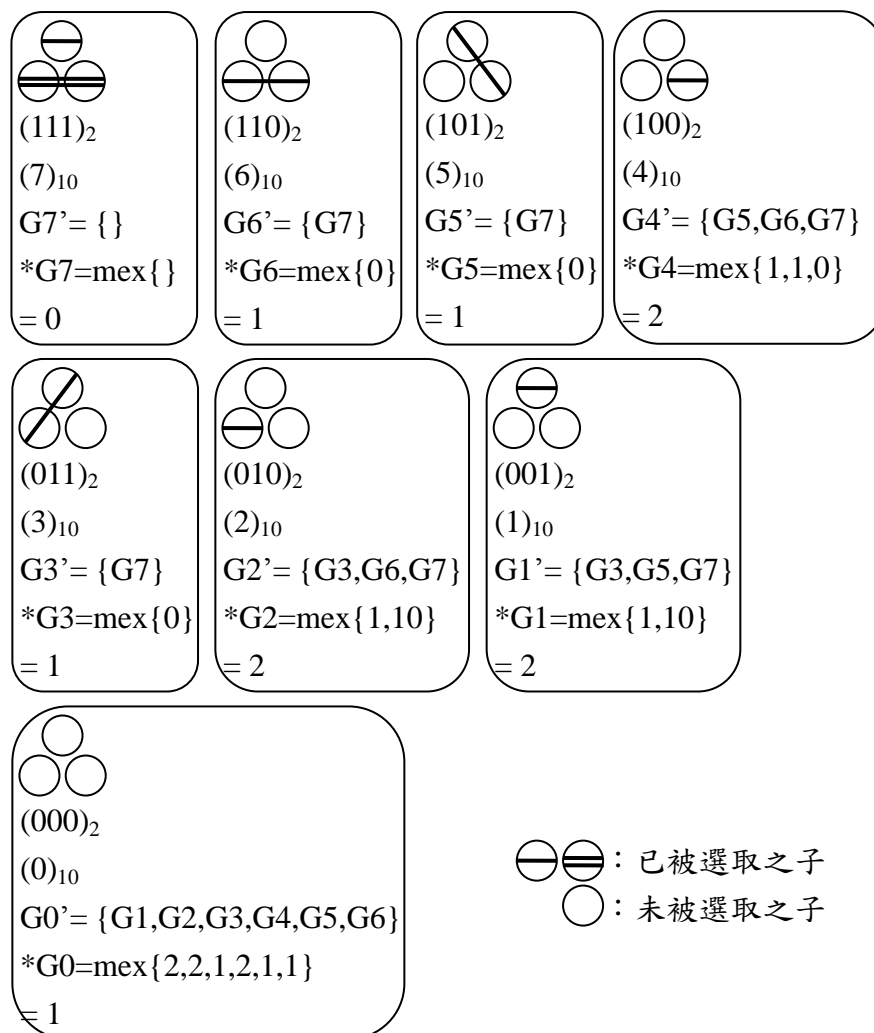 (111)₂
(7)₁₀
G7’= {}
*G7=mex{}
= 0
(110)₂
(6)₁₀
G6’= {G7}
*G6=mex{0}
= 1
(101)₂
(5)₁₀
G5’= {G7}
*G5=mex{0}
= 1
(100)₂
(4)₁₀
G4’= {G5,G6,G7}
*G4=mex{1,1,0}
= 2
(011)₂
(3)₁₀
G3’= {G7}
*G3=mex{0}
= 1
(010)₂
(2)₁₀
G2’= {G3,G6,G7}
*G2=mex{1,10}
= 2
(001)₂
(1)₁₀
G1’= {G3,G5,G7}
*G1=mex{1,10}
= 2
(000)₂
(0)₁₀
G0’= {G1,G2,G3,G4,G5,G6}
*G0=mex{2,2,1,2,1,1}
= 1
：已被選取之子
：未被選取之子